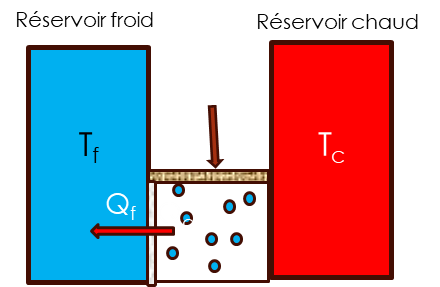 Réservoir froid
Réservoir chaud
Tf
Tc
Qf